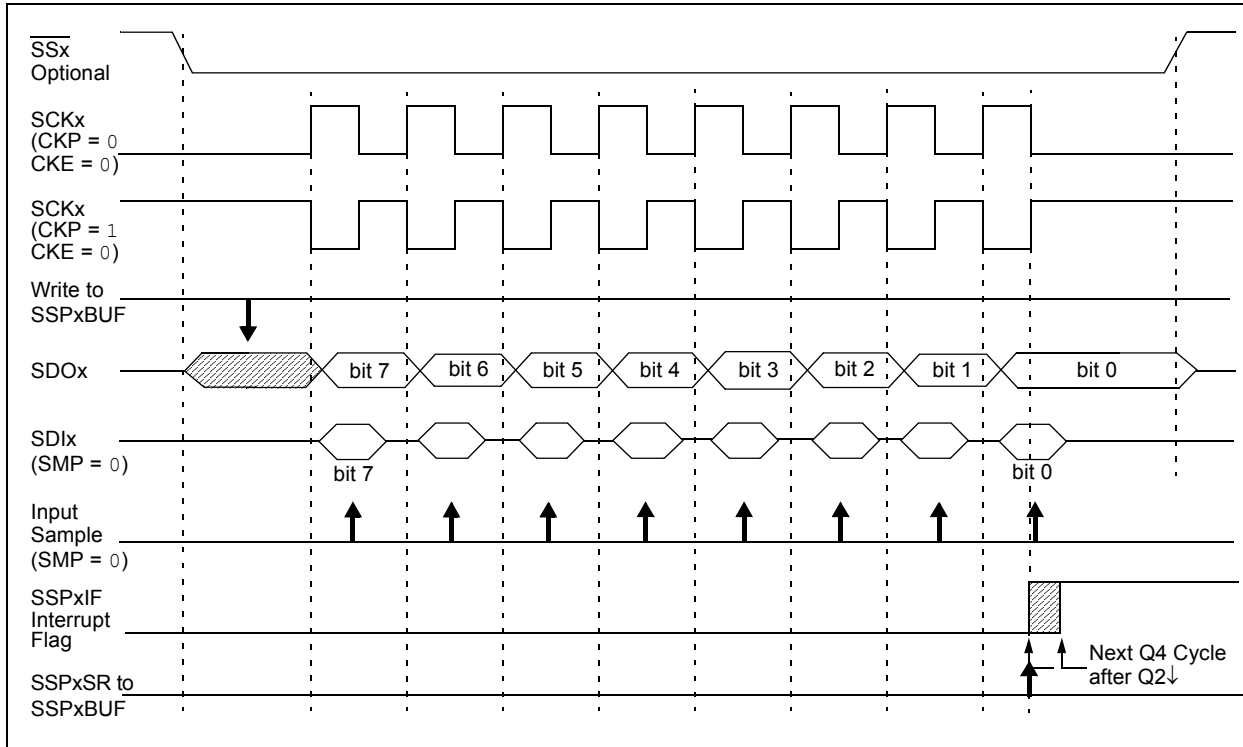 SSx
Optional
SCKx
(CKP = 0
CKE = 0)
SCKx
(CKP = 1
CKE = 0)
Write to
SSPxBUF
SDOx
bit 7
bit 6
bit 5
bit 4
bit 3
bit 2
bit 1
bit 0
SDIx
(SMP = 0)
bit 7
bit 0
Input
Sample
(SMP = 0)
SSPxIF
Interrupt
Flag
Next Q4 Cycle
after Q2↓
SSPxSR to
SSPxBUF